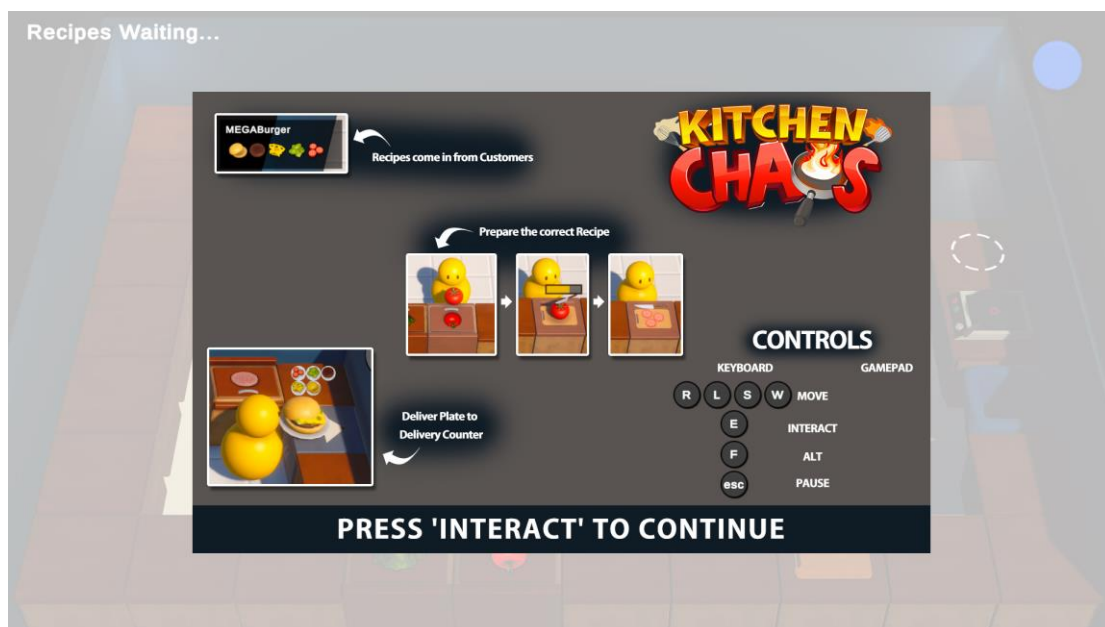 Recipes Waiting...
MEGABurger
Recipes come in from Customers
KITCHEN
CHAOS
Prepare the correct Recipe
Deliver Plate to
Delivery Counter
CONTROLS
KEYBOARD GAMEPAD
R L S W MOVE
E INTERACT
F ALT
esc PAUSE
PRESS 'INTERACT' TO CONTINUE